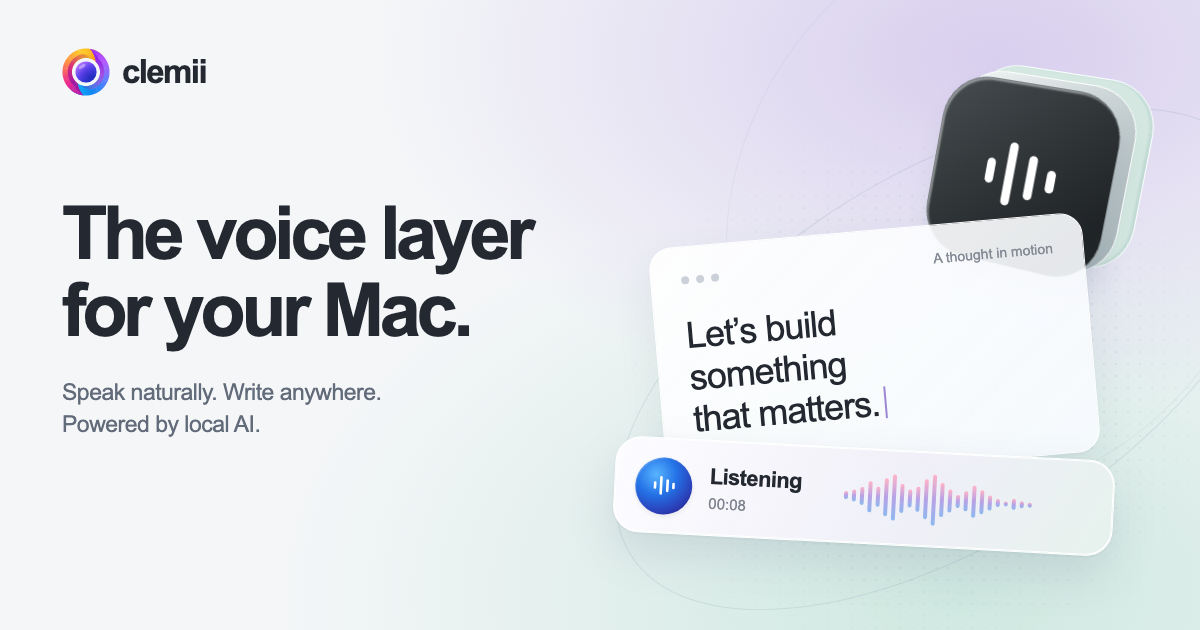 clemii
The voice layer
for your Mac.
Speak naturally. Write anywhere.
Powered by local AI.
A thought in motion
Let’s build
something
that matters.
Listening
00:08